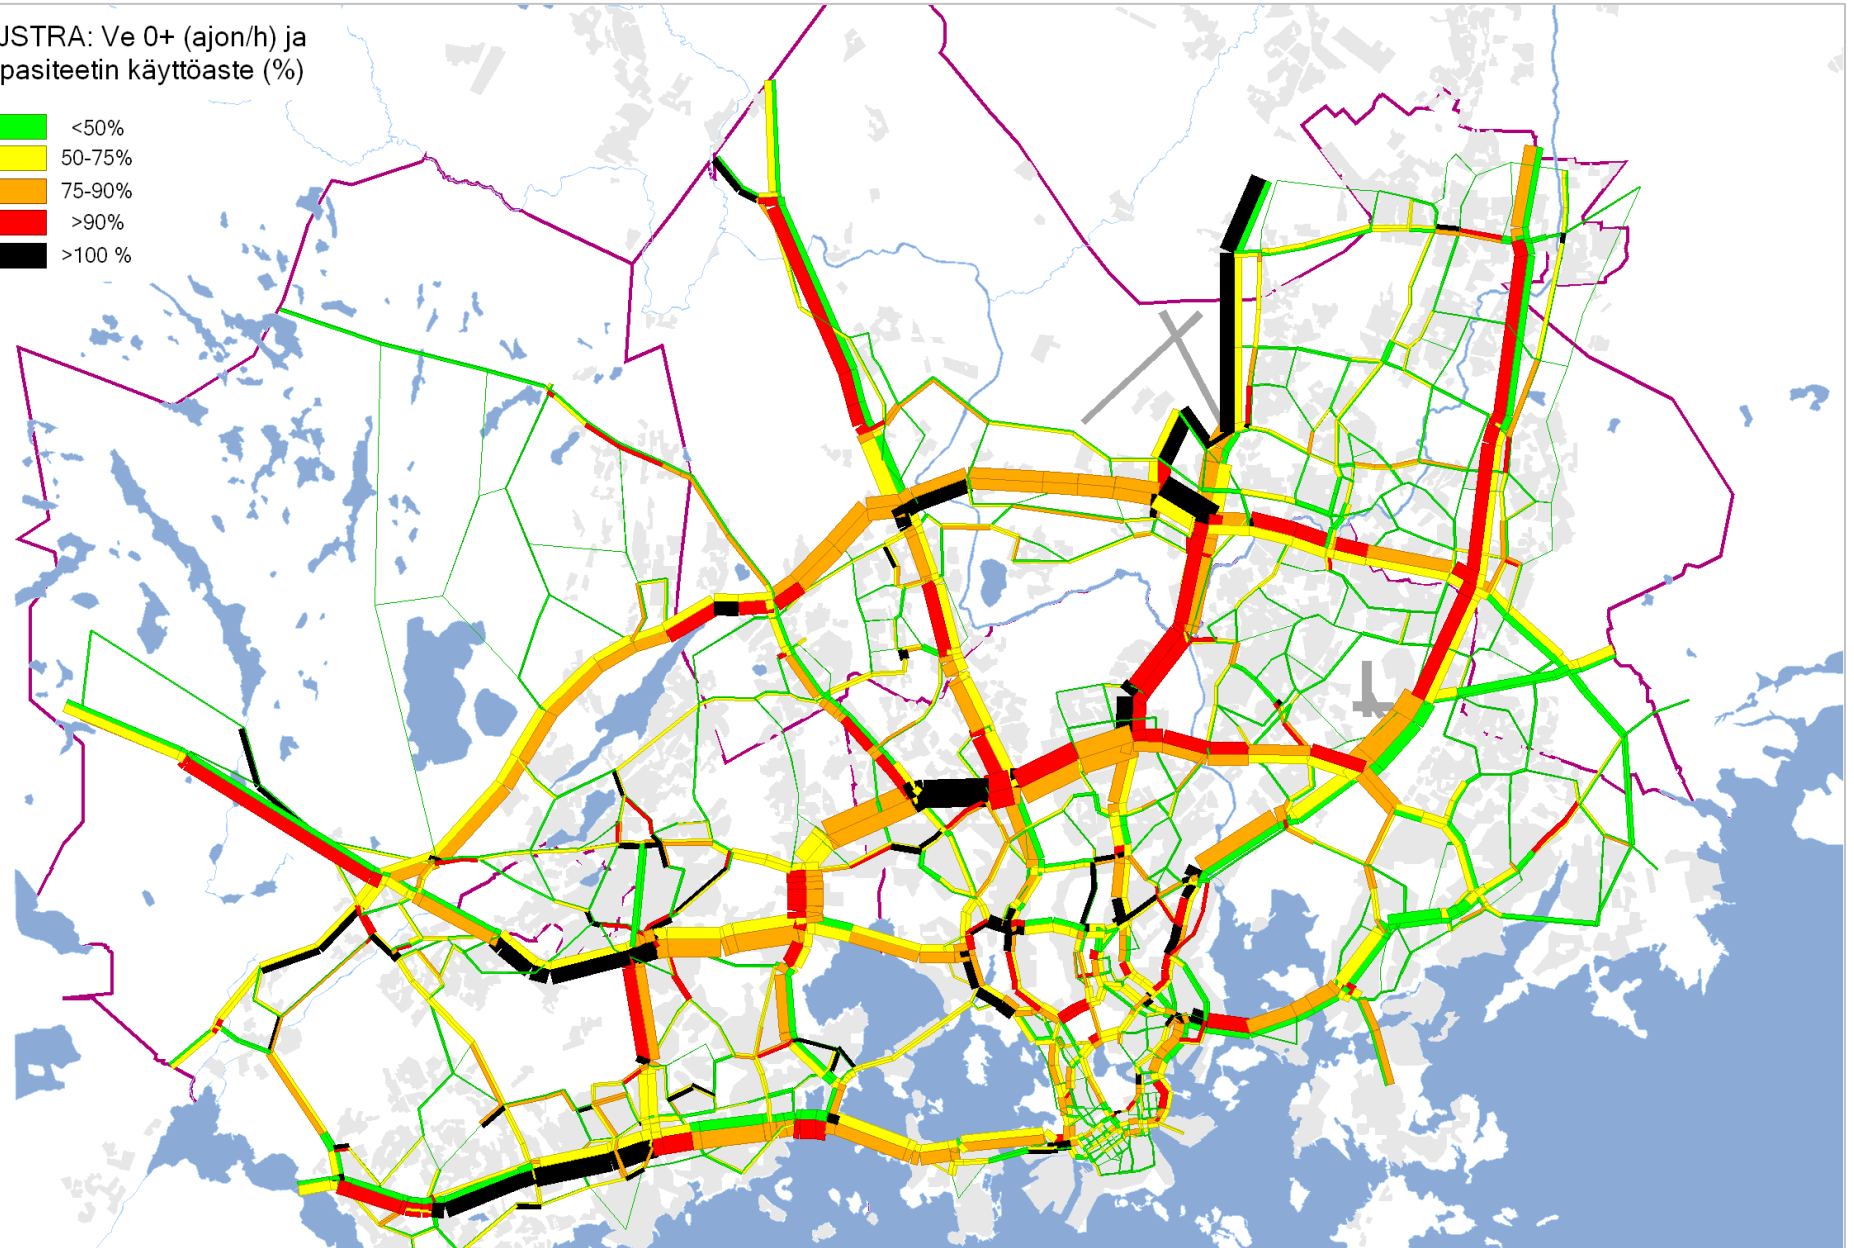 JSTRA: Ve 0+ (ajon/h) ja
pasiteetin käyttöaste (%)
<50%
50-75%
75-90%
>90%
>100 %